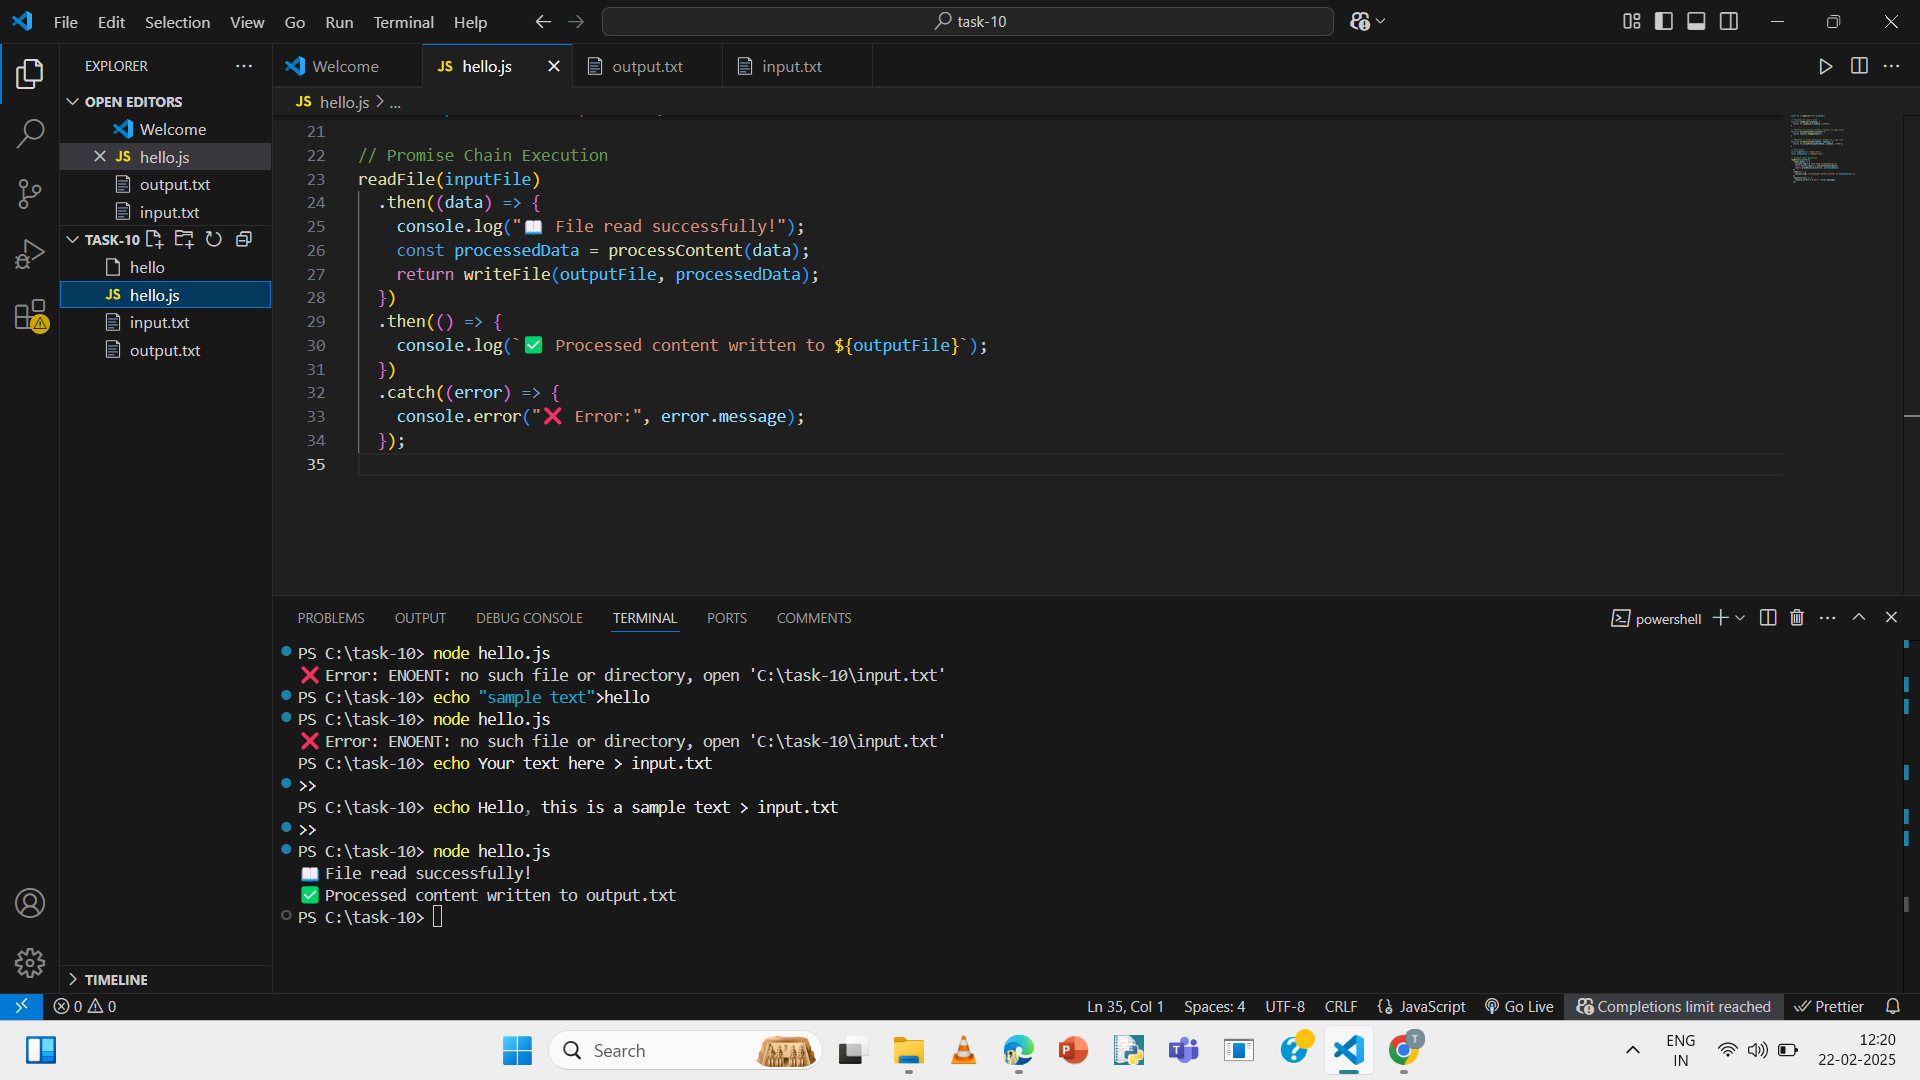 File Edit Selection View Go Run Terminal Help
task-10
EXPLORER
OPEN EDITORS
Welcome
JS hello.js
output.txt
input.txt
TASK-10
hello
JS hello.js
input.txt
output.txt
TIMELINE
Welcome
JS hello.js
output.txt
input.txt
JS hello.js > ...
21
22 // Promise Chain Execution
23 readFile(inputFile)
24 .then((data) => {
25 console.log("📖 File read successfully!");
26 const processedData = processContent(data);
27 return writeFile(outputFile, processedData);
28 })
29 .then(() => {
30 console.log(`✅ Processed content written to ${outputFile}`);
31 })
32 .catch((error) => {
33 console.error("❌ Error:", error.message);
34 });
35
PROBLEMS OUTPUT DEBUG CONSOLE TERMINAL PORTS COMMENTS
powershell
PS C:\task-10> node hello.js
❌ Error: ENOENT: no such file or directory, open 'C:\task-10\input.txt'
PS C:\task-10> echo "sample text">hello
PS C:\task-10> node hello.js
❌ Error: ENOENT: no such file or directory, open 'C:\task-10\input.txt'
PS C:\task-10> echo Your text here > input.txt
>>
PS C:\task-10> echo Hello, this is a sample text > input.txt
>>
PS C:\task-10> node hello.js
📖 File read successfully!
✅ Processed content written to output.txt
PS C:\task-10>
0 0
Ln 35, Col 1 Spaces: 4 UTF-8 CRLF {} JavaScript Go Live Completions limit reached Prettier
Search
ENG
IN
12:20
22-02-2025